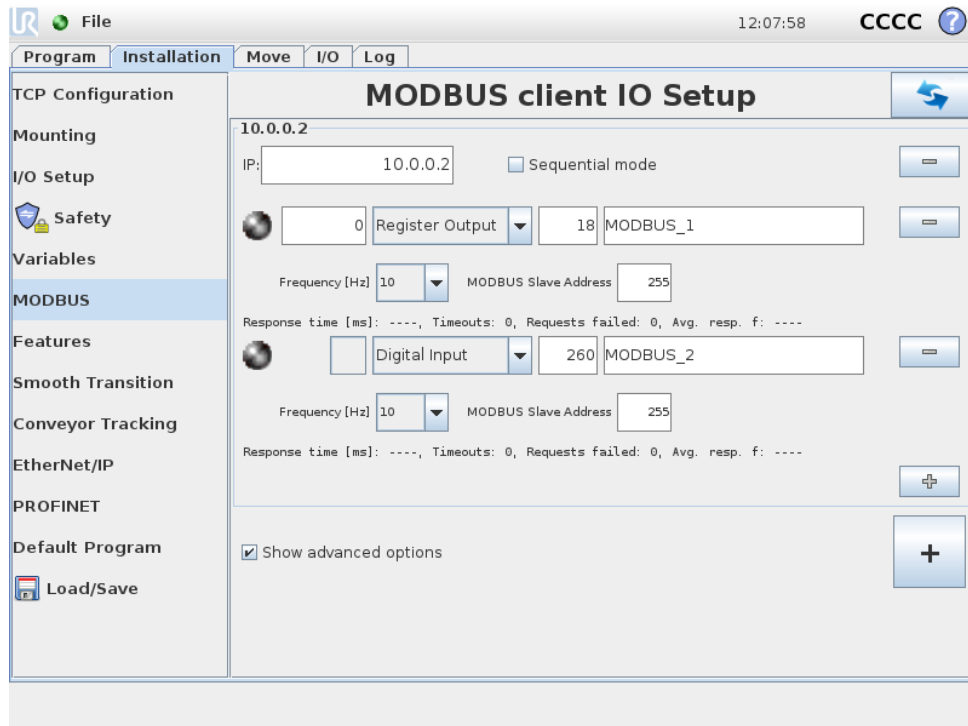 UR File 12:07:58 CCCC ?
Program Installation Move I/O Log
TCP Configuration
Mounting
I/O Setup
Safety
Variables
MODBUS
Features
Smooth Transition
Conveyor Tracking
EtherNet/IP
PROFINET
Default Program
Load/Save
MODBUS client IO Setup
10.0.0.2
IP: 10.0.0.2 Sequential mode
0 Register Output 18 MODBUS_1
Frequency [Hz] 10 MODBUS Slave Address 255
Response time [ms]: ----, Timeouts: 0, Requests failed: 0, Avg. resp. f: ----
Digital Input 260 MODBUS_2
Frequency [Hz] 10 MODBUS Slave Address 255
Response time [ms]: ----, Timeouts: 0, Requests failed: 0, Avg. resp. f: ----
Show advanced options